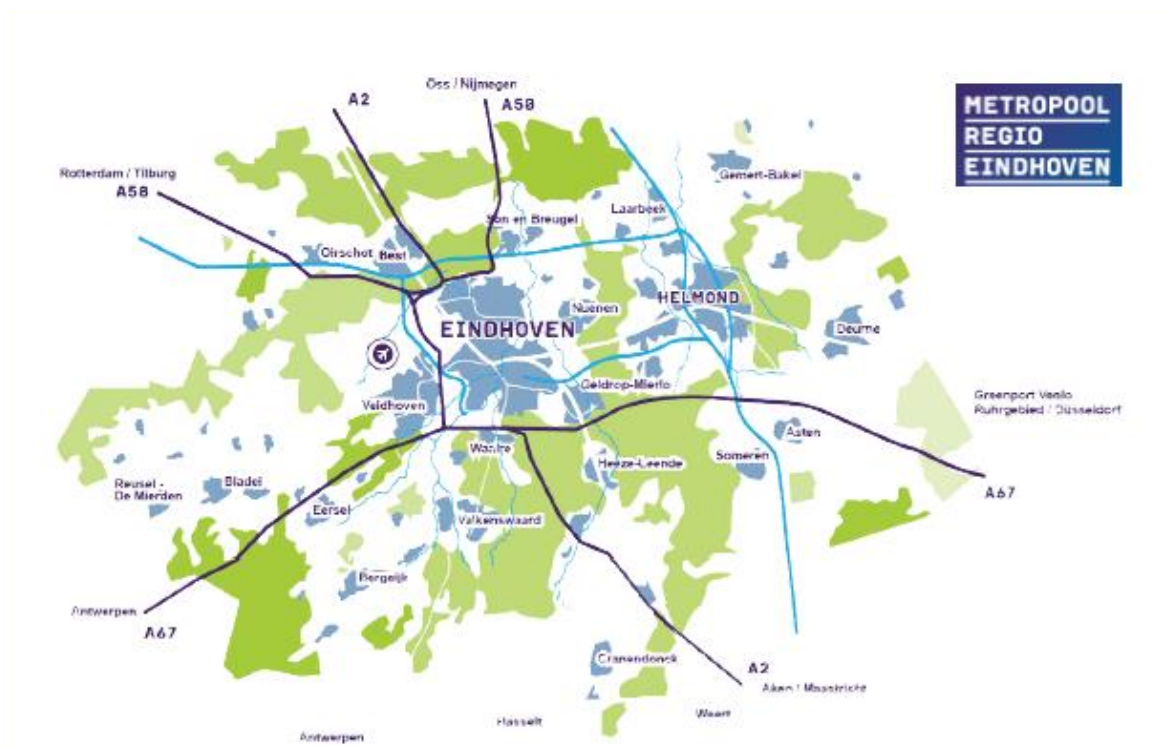 Oss / Nijmegen
A2
A50
METROPOOL
REGIO
EINDHOVEN
Rotterdam / Tilburg
A58
Gemert-Bakel
Laarbeek
Son en Breugel
Oirschot
Best
HELMOND
Nuenen
EINDHOVEN
Deurne
Geldrop-Mierlo
Greenport Venlo
Ruhrgebied / Düsseldorf
Veldhoven
Asten
Waalre
Someren
Heeze-Leende
Reusel -
De Mierden
Bladel
A67
Eersel
Valkenswaard
Bergeijk
Antwerpen
A67
Cranendonck
A2
Aken / Maastricht
Weert
Hasselt
Antwerpen